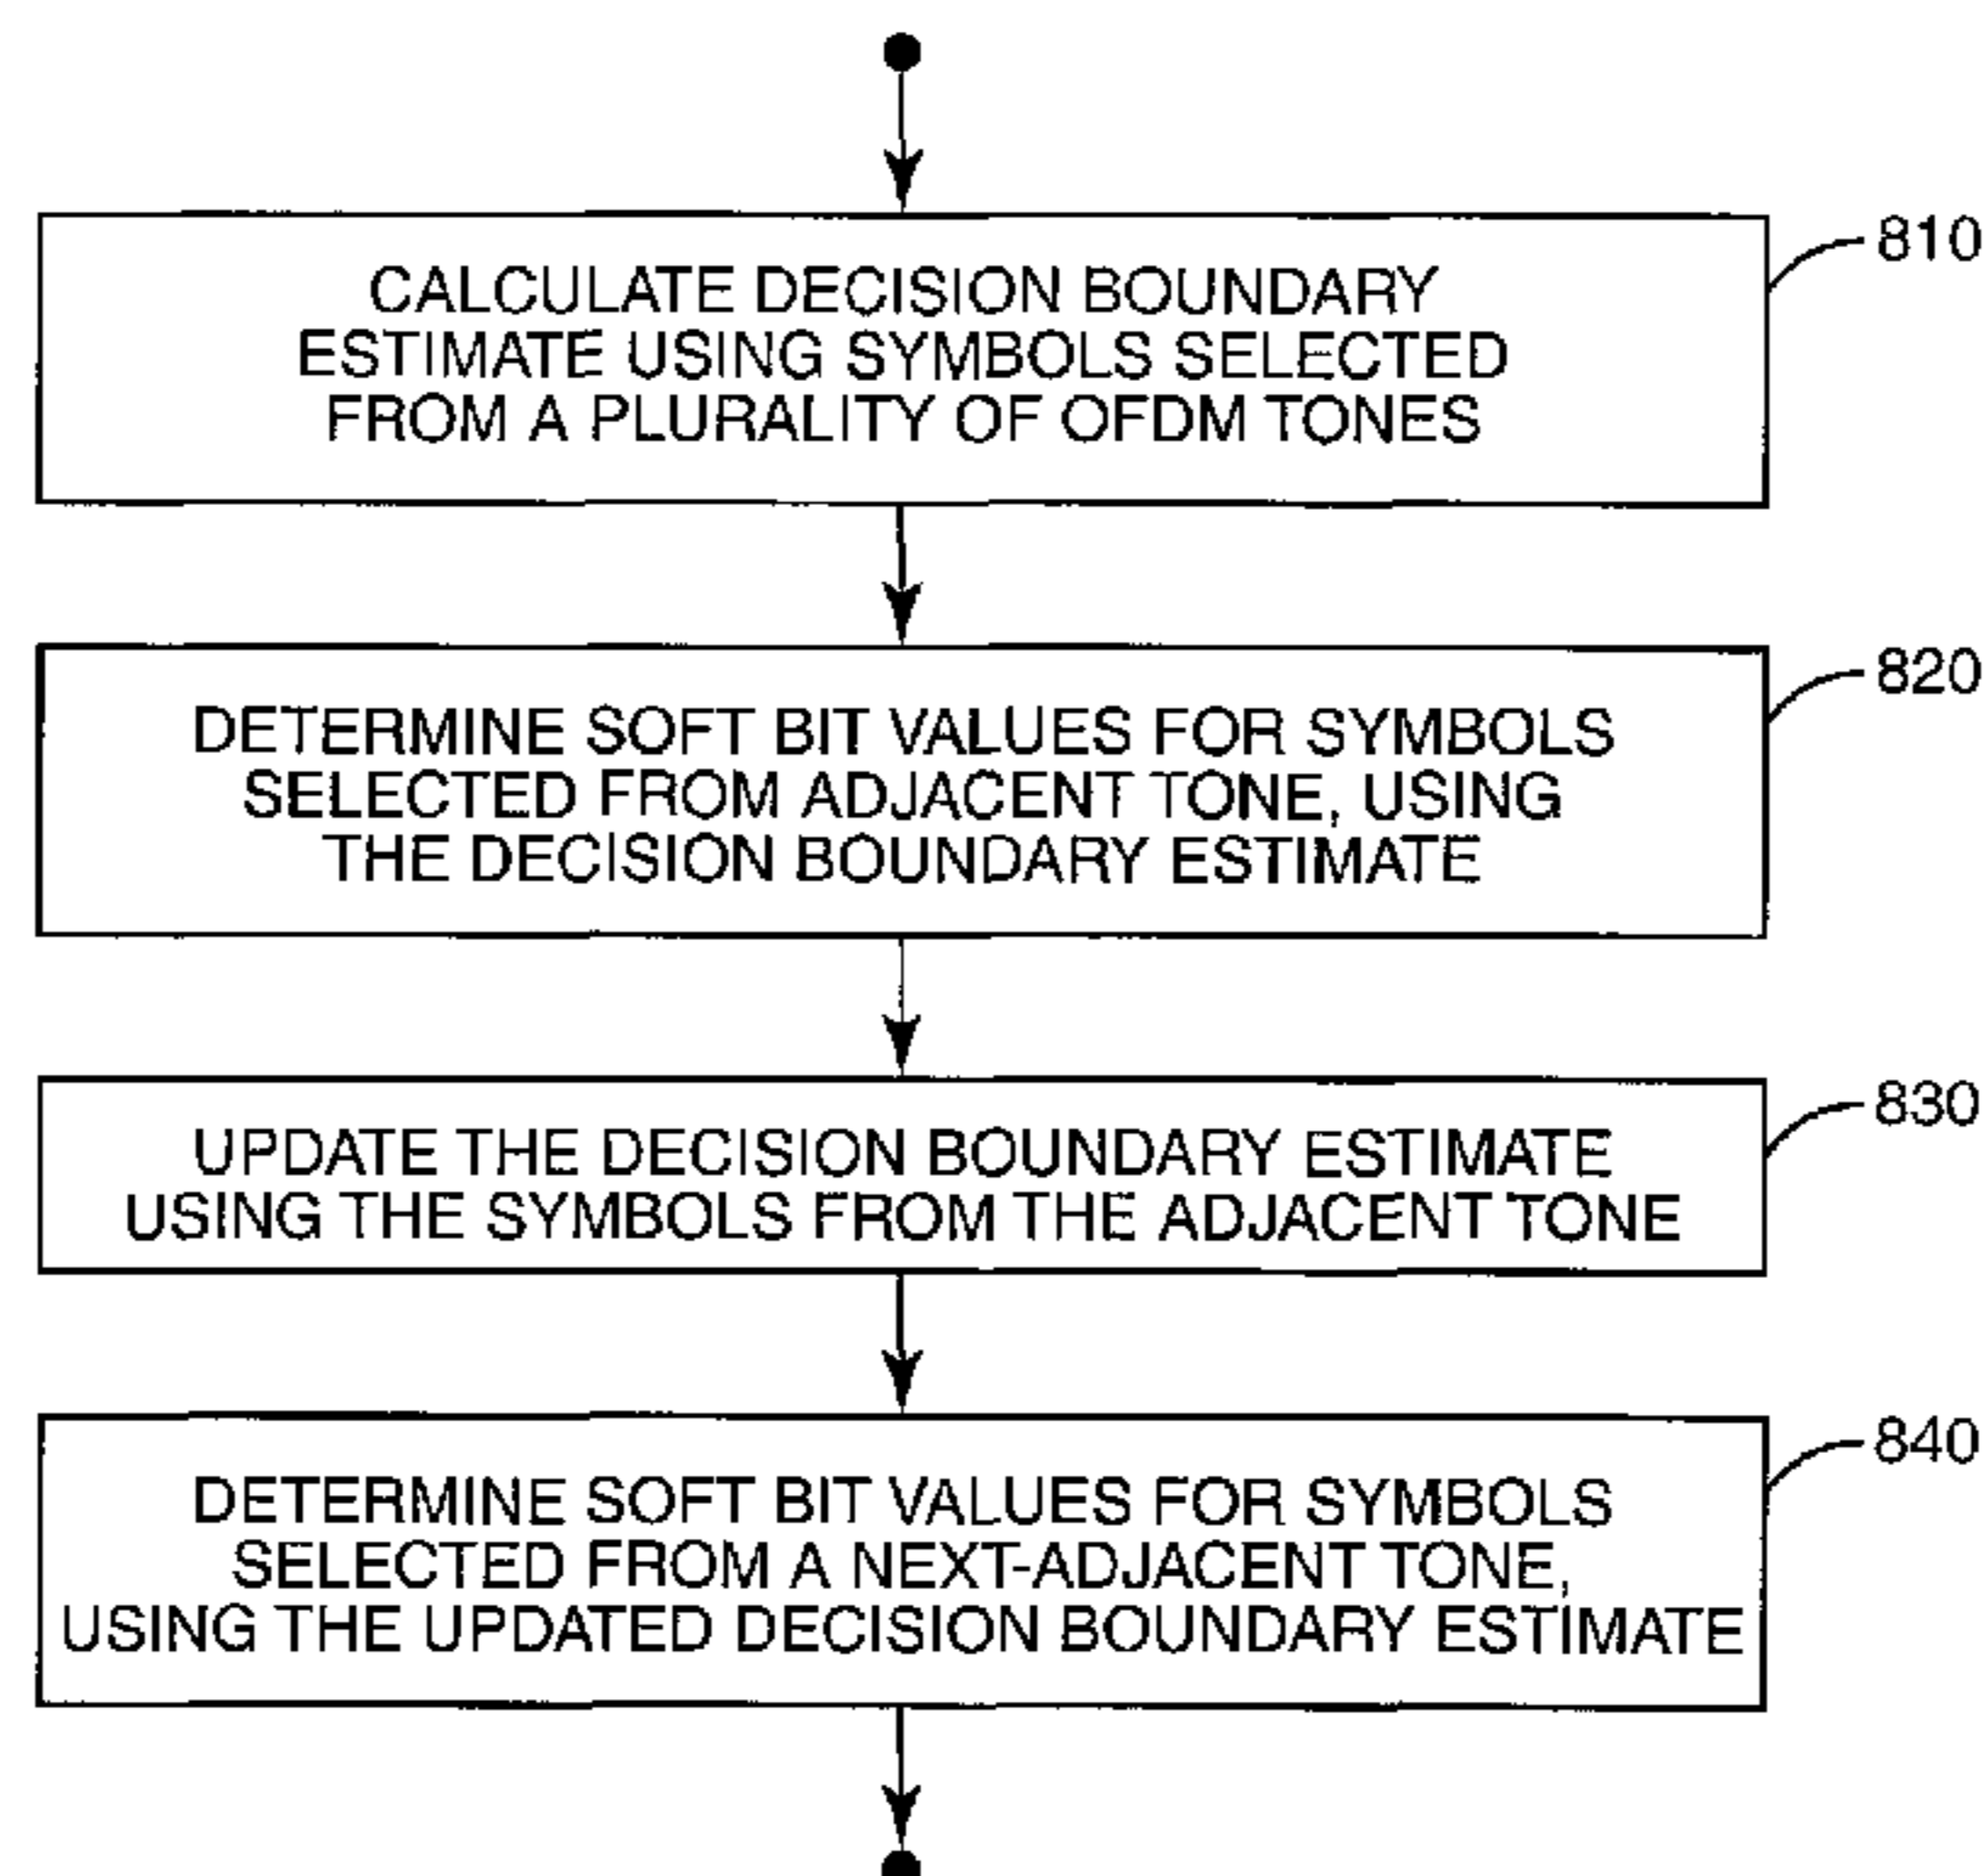 CALCULATE DECISION BOUNDARY
ESTIMATE USING SYMBOLS SELECTED
FROM A PLURALITY OF OFDM TONES
810
DETERMINE SOFT BIT VALUES FOR SYMBOLS
SELECTED FROM ADJACENT TONE, USING
THE DECISION BOUNDARY ESTIMATE
820
UPDATE THE DECISION BOUNDARY ESTIMATE
USING THE SYMBOLS FROM THE ADJACENT TONE
830
DETERMINE SOFT BIT VALUES FOR SYMBOLS
SELECTED FROM A NEXT-ADJACENT TONE,
USING THE UPDATED DECISION BOUNDARY ESTIMATE
840